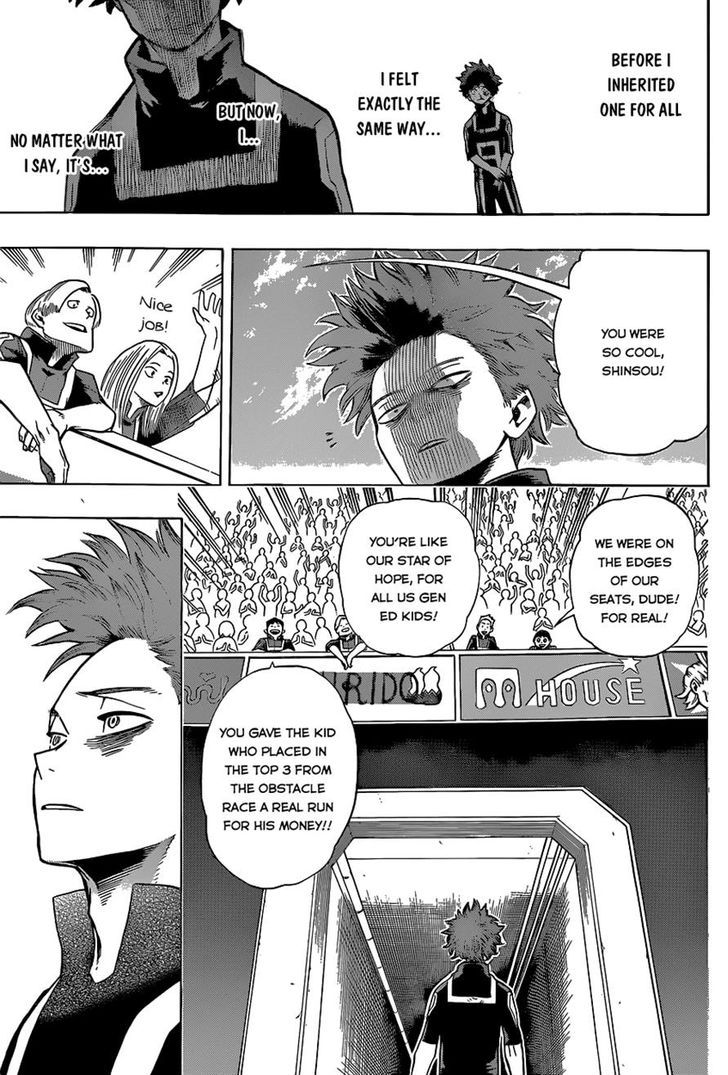 BEFORE I
INHERITED
ONE FOR ALL
I FELT
EXACTLY THE
SAME WAY...
BUT NOW,
I...
NO MATTER WHAT
I SAY, IT'S...
YOU WERE
SO COOL,
SHINSOU!
Nice
job!
WE WERE ON
THE EDGES
OF OUR
SEATS, DUDE!
FOR REAL!
YOU'RE LIKE
OUR STAR OF
HOPE, FOR
ALL US GEN
ED KIDS!
HOUSE
YOU GAVE THE KID
WHO PLACED IN
THE TOP 3 FROM
THE OBSTACLE
RACE A REAL RUN
FOR HIS MONEY!!